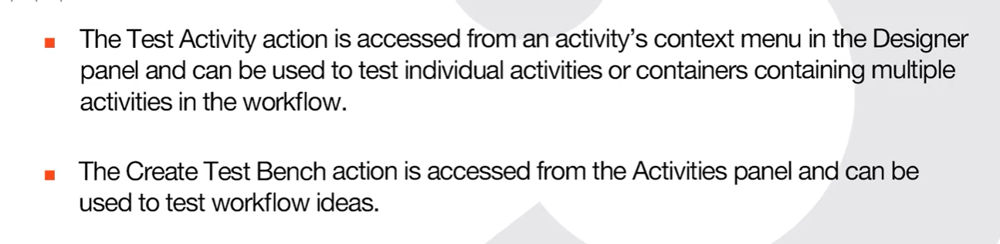 The Test Activity action is accessed from an activity’s context menu in the Designer
panel and can be used to test individual activities or containers containing multiple
activities in the workflow.
The Create Test Bench action is accessed from the Activities panel and can be
used to test workflow ideas.